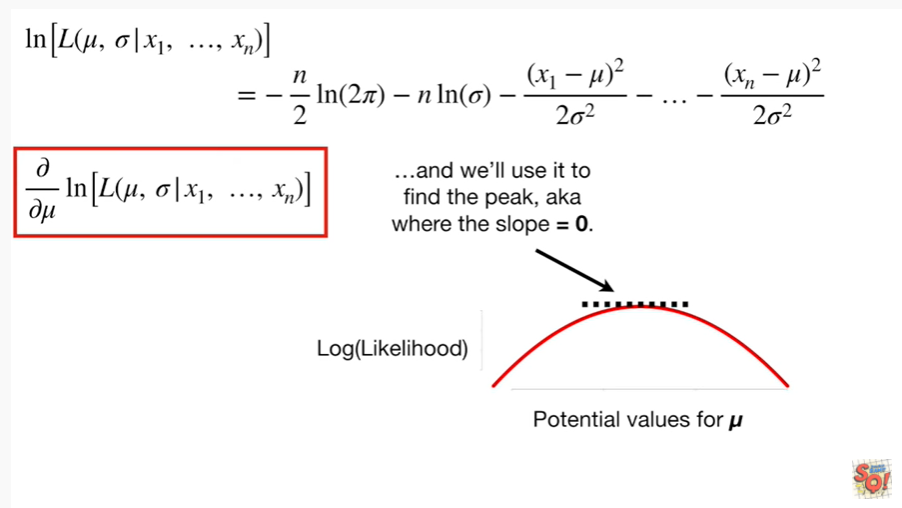 ln[L(μ, σ|x₁, …, xₙ)]
= −n/2 ln(2π) − n ln(σ) − (x₁ − μ)²/2σ² − … − (xₙ − μ)²/2σ²
∂/∂μ ln[L(μ, σ|x₁, …, xₙ)]
…and we’ll use it to
find the peak, aka
where the slope = 0.
Log(Likelihood)
Potential values for μ
SQ!